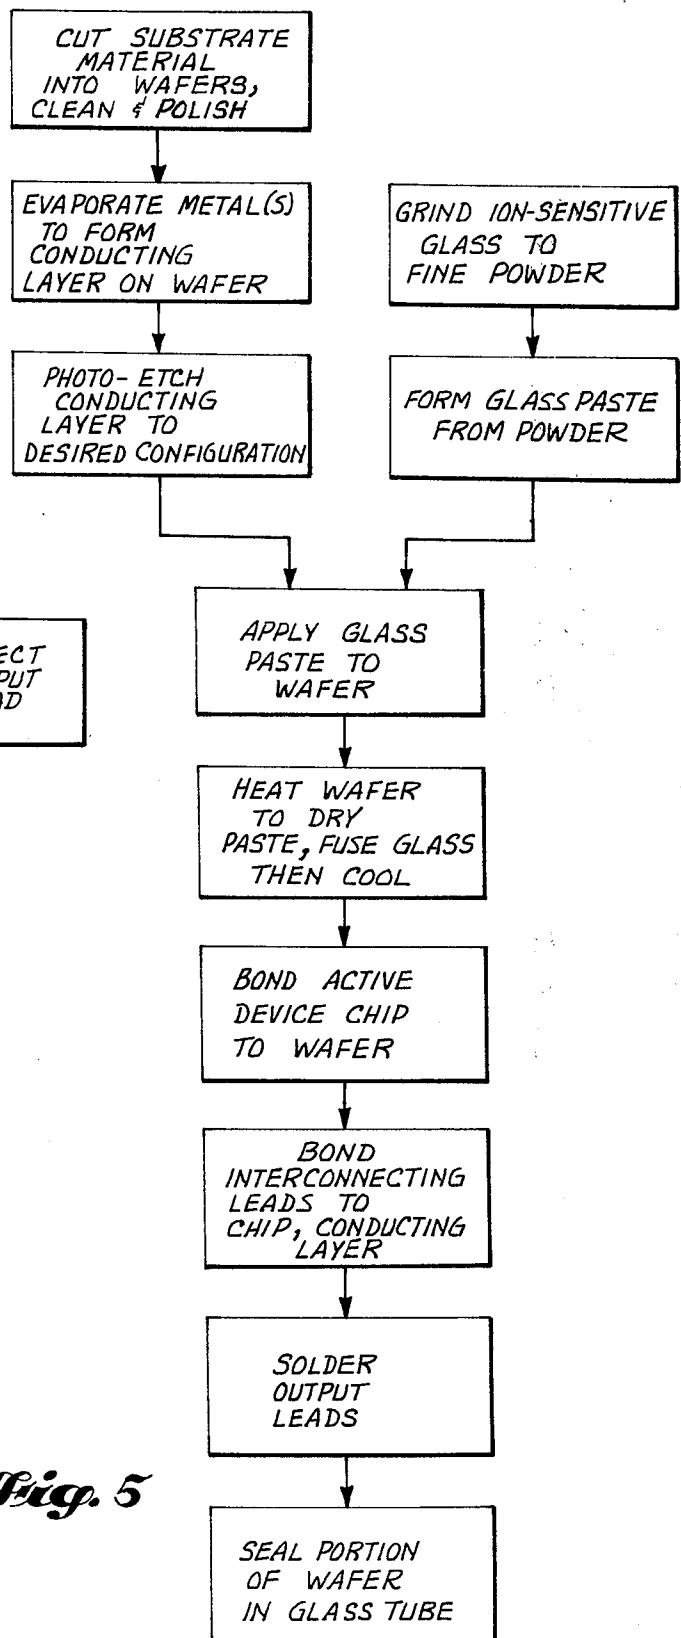 CUT SUBSTRATE
MATERIAL
INTO WAFERS,
CLEAN & POLISH
EVAPORATE METAL(S)
TO FORM
CONDUCTING
LAYER ON WAFER
GRIND ION-SENSITIVE
GLASS TO
FINE POWDER
PHOTO-ETCH
CONDUCTING
LAYER TO
DESIRED CONFIGURATION
FORM GLASS PASTE
FROM POWDER
APPLY GLASS
PASTE TO
WAFER
HEAT WAFER
TO DRY
PASTE, FUSE GLASS
THEN COOL
BOND ACTIVE
DEVICE CHIP
TO WAFER
BOND
INTERCONNECTING
LEADS TO
CHIP, CONDUCTING
LAYER
SOLDER
OUTPUT
LEADS
Fig. 5
SEAL PORTION
OF WAFER
IN GLASS TUBE